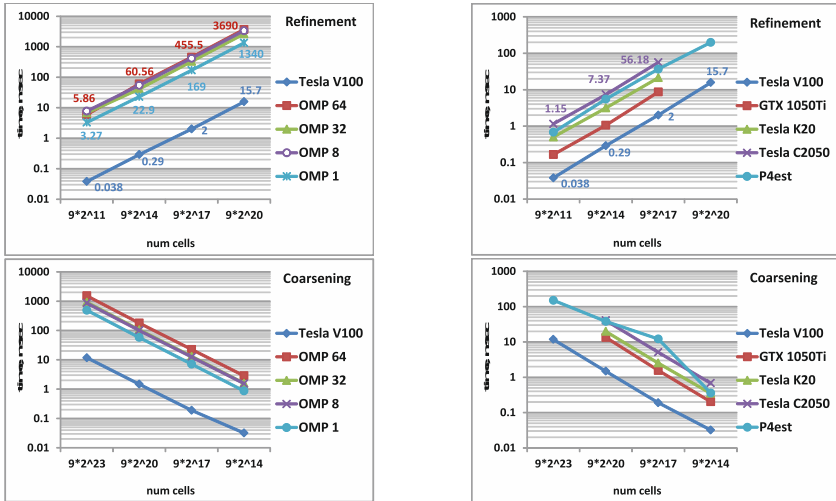 Refinement
10000
1000
100
10
1
0.1
0.01
5.86
60.56
455.5
3690
3.27
22.9
169
1340
0.038
0.29
2
15.7
9*2^11
9*2^14
9*2^17
9*2^20
num cells
Tesla V100
OMP 64
OMP 32
OMP 8
OMP 1
Refinement
1000
100
10
1
0.1
0.01
1.15
7.37
56.18
0.038
0.29
2
15.7
9*2^11
9*2^14
9*2^17
9*2^20
num cells
Tesla V100
GTX 1050Ti
Tesla K20
Tesla C2050
P4est
Coarsening
10000
1000
100
10
1
0.1
0.01
9*2^23
9*2^20
9*2^17
9*2^14
num cells
Tesla V100
OMP 64
OMP 32
OMP 8
OMP 1
Coarsening
1000
100
10
1
0.1
0.01
9*2^23
9*2^20
9*2^17
9*2^14
num cells
Tesla V100
GTX 1050Ti
Tesla K20
Tesla C2050
P4est